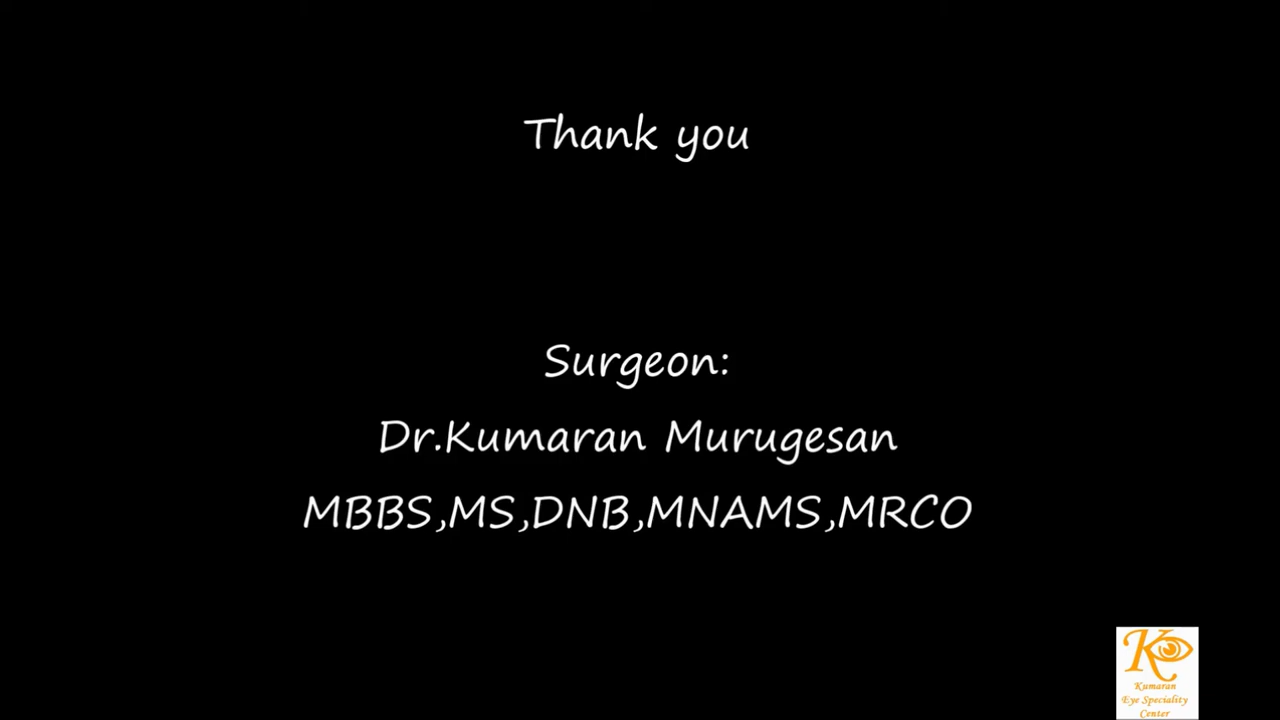 Thank you
Surgeon:
Dr.Kumaran Murugesan
MBBS,MS,DNB,MNAMS,MRCO
K
Kumaran
Eye Speciality
Center